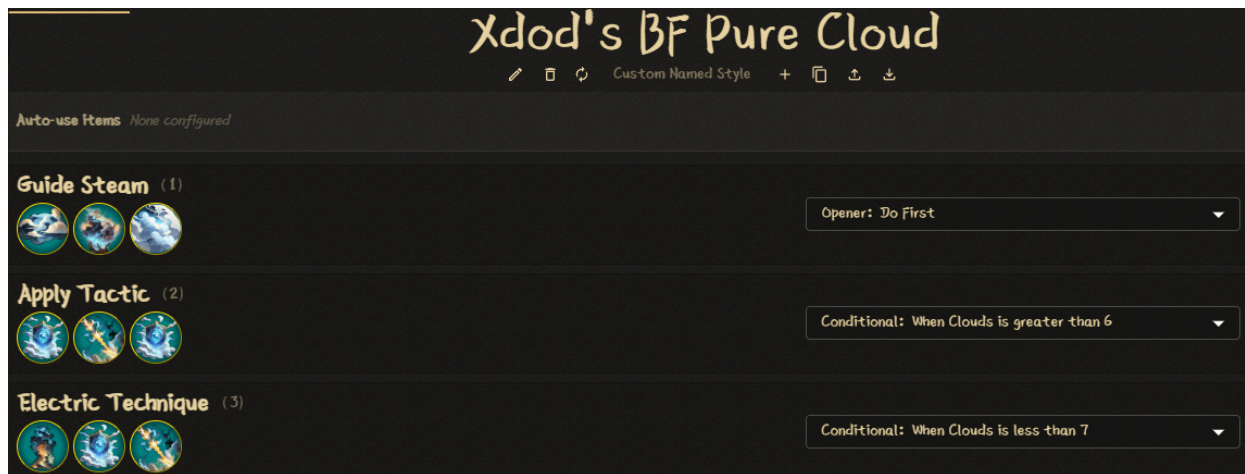 Xdod's BF Pure Cloud
Custom Named Style
Auto-use Items None configured
Guide Steam (1)
Opener: Do First
Apply Tactic (2)
Conditional: When Clouds is greater than 6
Electric Technique (3)
Conditional: When Clouds is less than 7